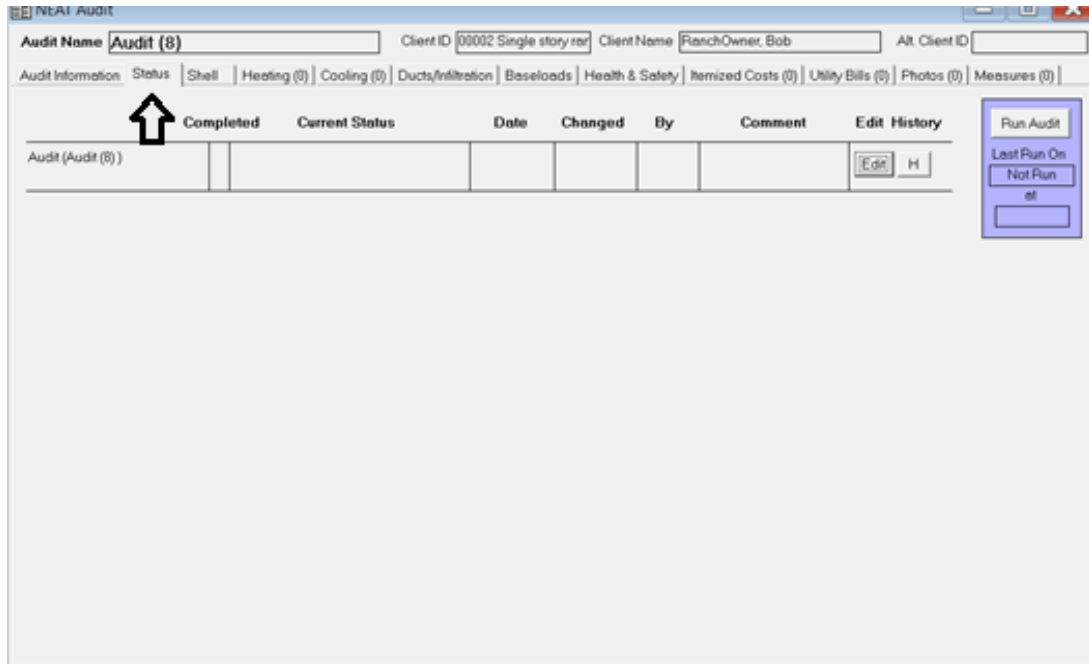 NEAT Audit
Audit Name Audit (8) Client ID 00002 Single story ran Client Name RanchOwner, Bob Alt. Client ID
Audit Information Status Shell Heating (0) Cooling (0) Ducts/Infiltration Baseloads Health & Safety Itemized Costs (0) Utility Bills (0) Photos (0) Measures (0)
Completed Current Status Date Changed By Comment Edit History Run Audit
Audit (Audit (8) ) Edit H Last Run On
Not Run
at